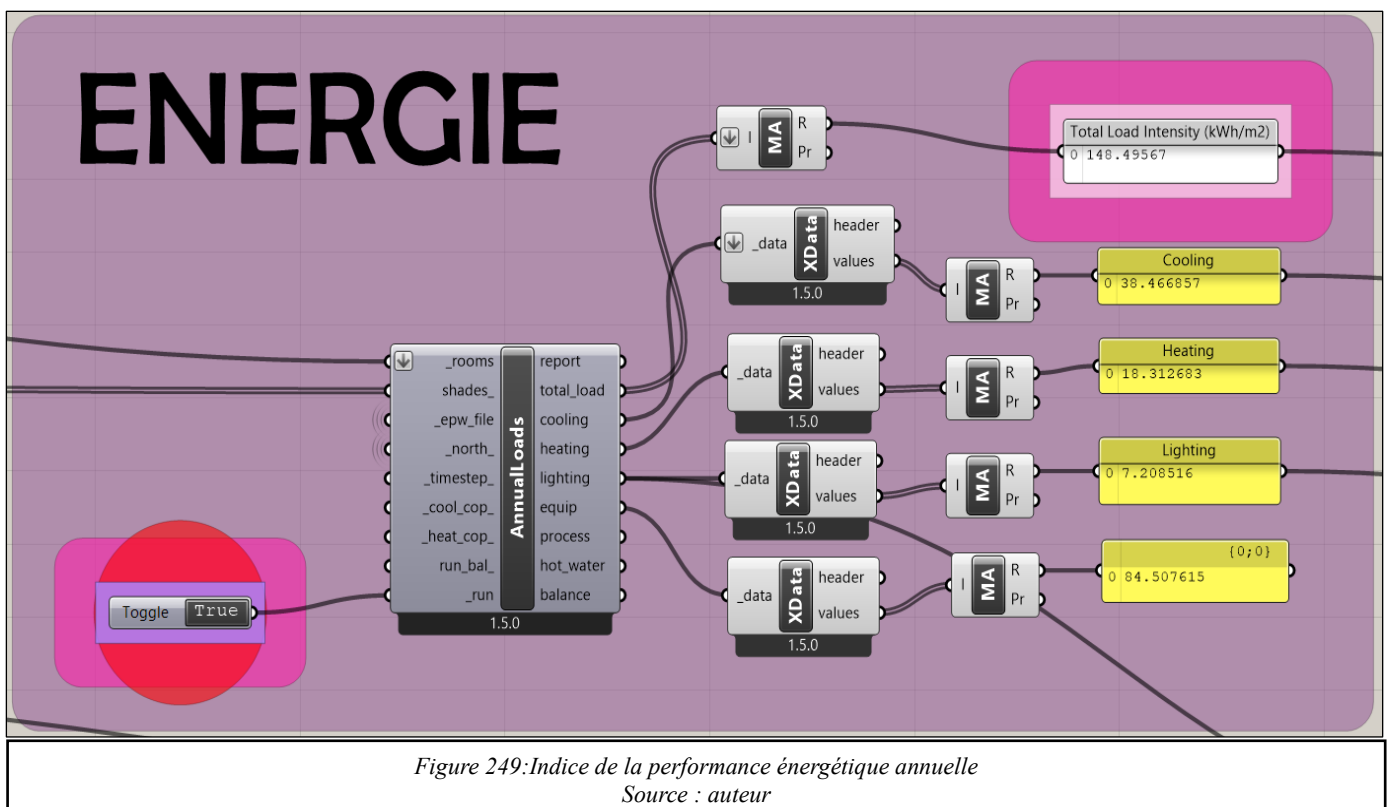 ENERGIE
I MA R
Pr
Total Load Intensity (kWh/m2)
0 148.49567
_data XData header
values
1.5.0
I MA R
Pr
Cooling
0 38.466857
_data XData header
values
1.5.0
I MA R
Pr
Heating
0 18.312683
_data XData header
values
1.5.0
I MA R
Pr
Lighting
0 7.208516
_data XData header
values
1.5.0
I MA R
Pr
{0;0}
0 84.507615
AnnualLoads
_rooms report
shades_ total_load
_epw_file cooling
_north_ heating
_timestep_ lighting
_cool_cop_ equip
_heat_cop_ process
run_bal_ hot_water
_run balance
1.5.0
Toggle True
Figure 249:Indice de la performance énergétique annuelle
Source : auteur